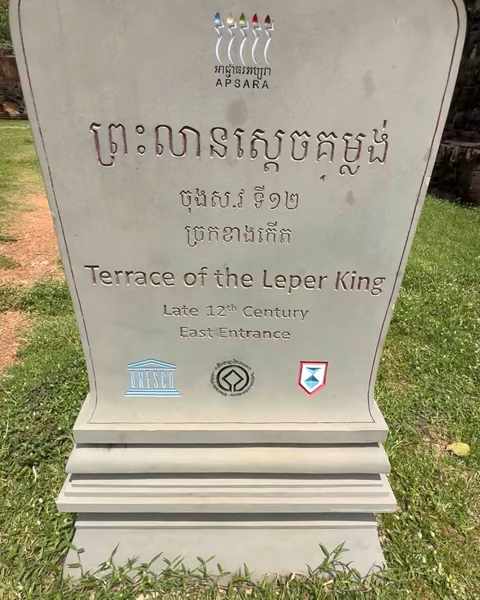 អាជ្ញាធរអប្សរា
APSARA
ព្រះលានស្តេចគម្លង់
ចុងស.វ ទី១២
ច្រកខាងកើត
Terrace of the Leper King
Late 12th Century
East Entrance
UNESCO